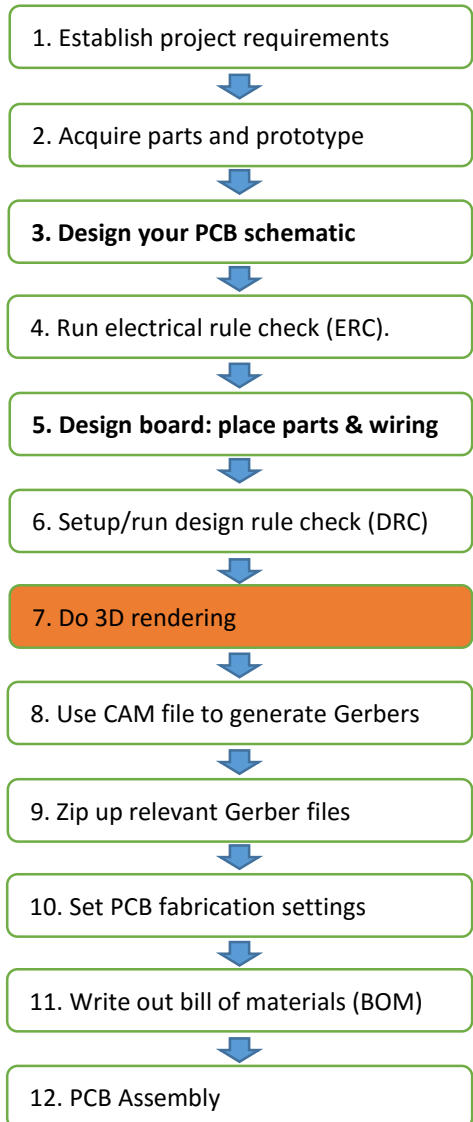 1. Establish project requirements
2. Acquire parts and prototype
3. Design your PCB schematic
4. Run electrical rule check (ERC).
5. Design board: place parts & wiring
6. Setup/run design rule check (DRC)
7. Do 3D rendering
8. Use CAM file to generate Gerbers
9. Zip up relevant Gerber files
10. Set PCB fabrication settings
11. Write out bill of materials (BOM)
12. PCB Assembly